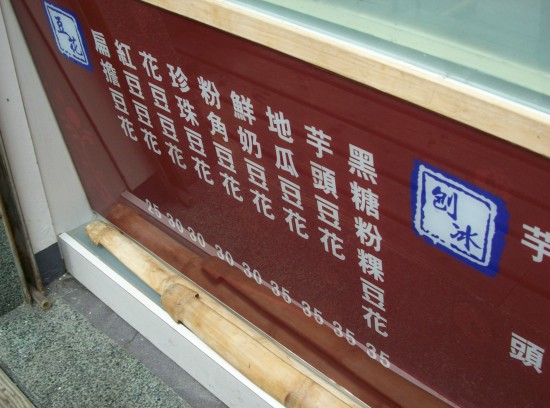 豆花
扁擔豆花 25
紅豆豆花 30
花豆豆花 30
珍珠豆花 30
粉角豆花 30
鮮奶豆花 35
地瓜豆花 35
芋頭豆花 35
黑糖粉粿豆花 35
刨冰
芋頭